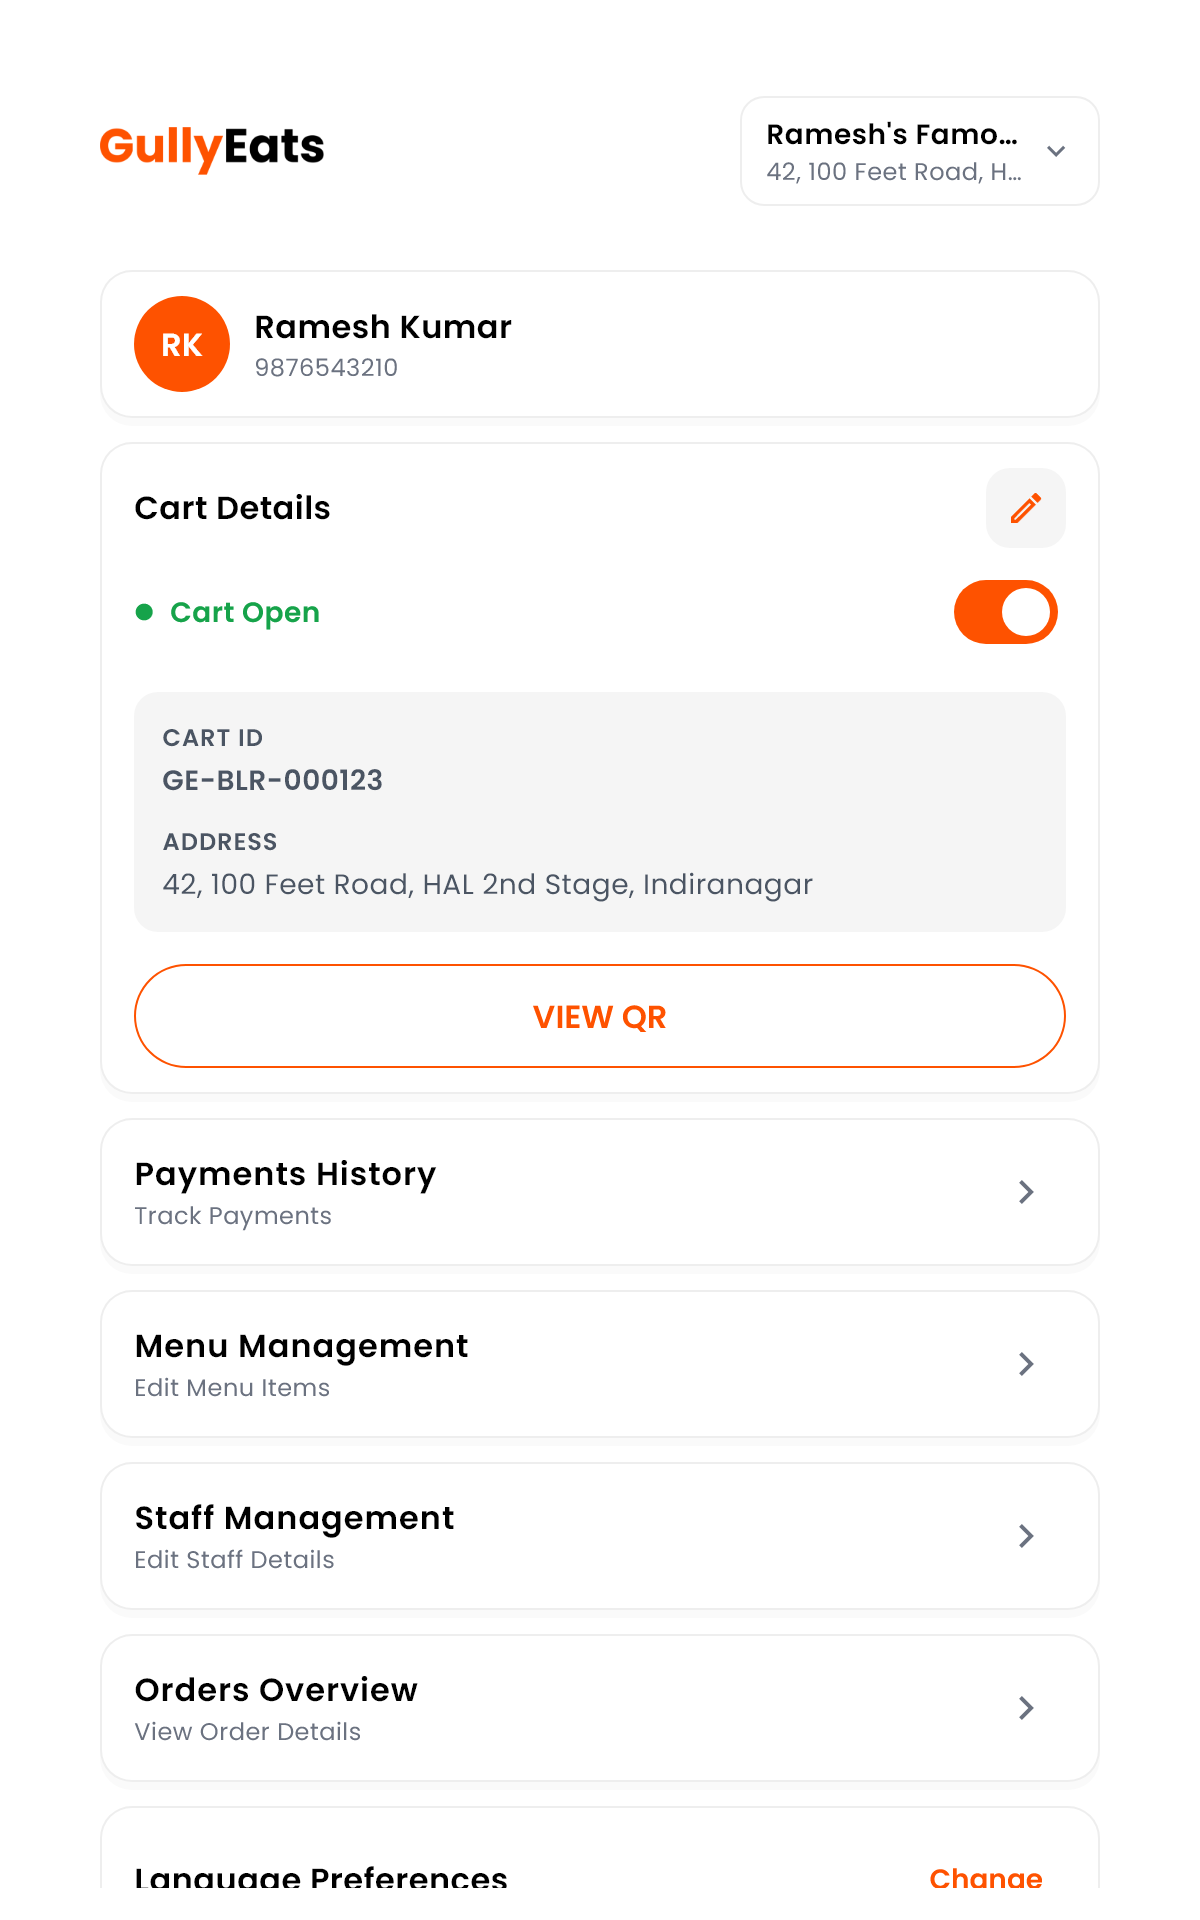 GullyEats
Ramesh's Famo...
42, 100 Feet Road, H...
RK
Ramesh Kumar
9876543210
Cart Details
Cart Open
CART ID
GE-BLR-000123
ADDRESS
42, 100 Feet Road, HAL 2nd Stage, Indiranagar
VIEW QR
Payments History
Track Payments
Menu Management
Edit Menu Items
Staff Management
Edit Staff Details
Orders Overview
View Order Details
Language Preferences
Change